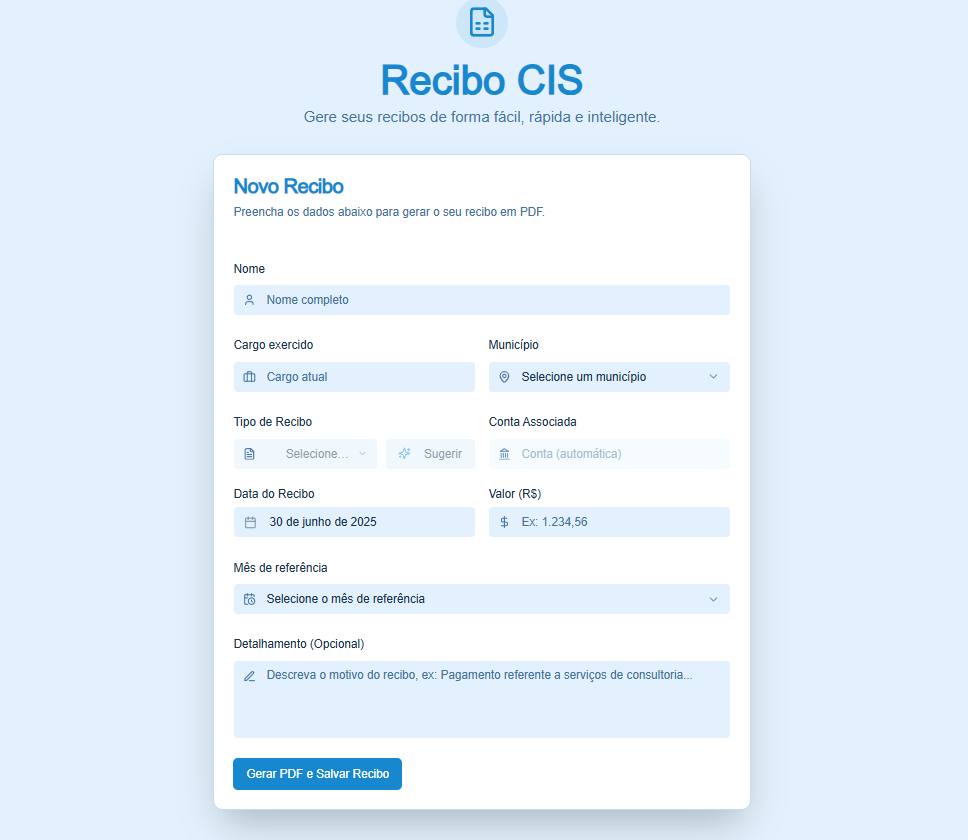 Recibo CIS
Gere seus recibos de forma fácil, rápida e inteligente.
Novo Recibo
Preencha os dados abaixo para gerar o seu recibo em PDF.
Nome
Nome completo
Cargo exercido
Município
Cargo atual
Selecione um município
Tipo de Recibo
Conta Associada
Selecione...
Sugerir
Conta (automática)
Data do Recibo
Valor (R$)
30 de junho de 2025
Ex: 1.234,56
Mês de referência
Selecione o mês de referência
Detalhamento (Opcional)
Descreva o motivo do recibo, ex: Pagamento referente a serviços de consultoria...
Gerar PDF e Salvar Recibo